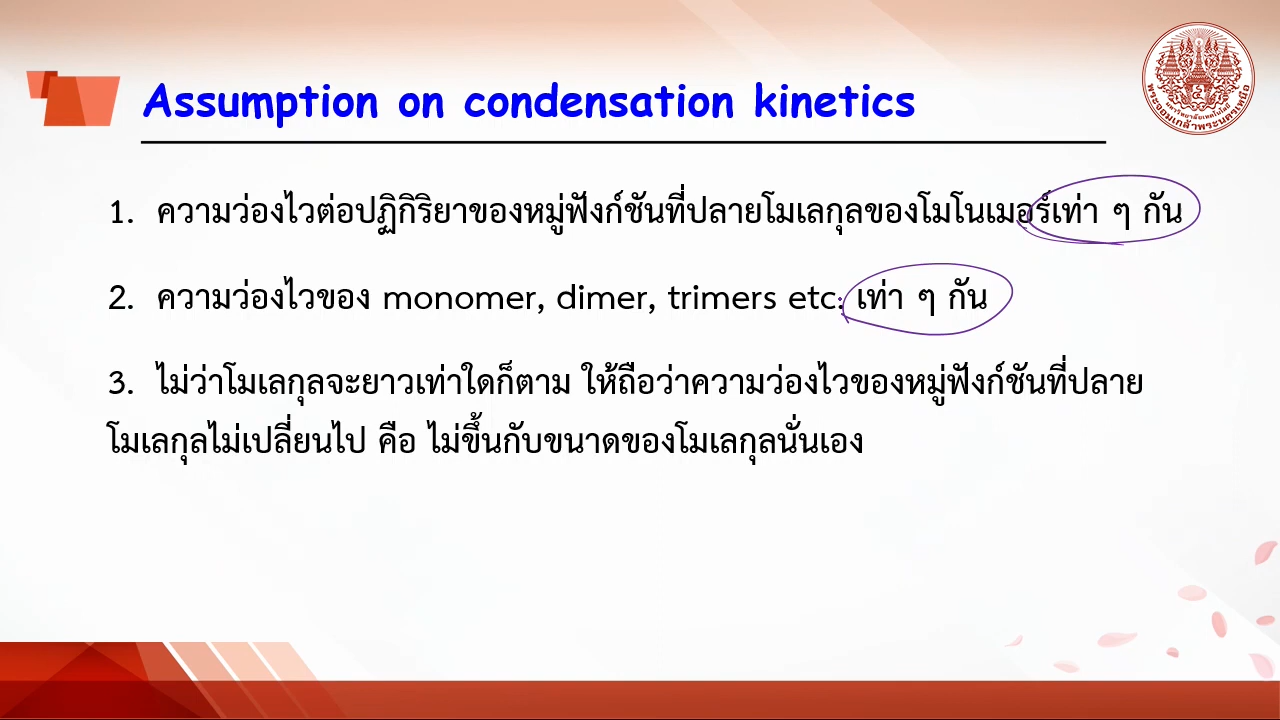 Assumption on condensation kinetics
1. ความว่องไวต่อปฏิกิริยาของหมู่ฟังก์ชันที่ปลายโมเลกุลของโมโนเมอร์เท่า ๆ กัน
2. ความว่องไวของ monomer, dimer, trimers etc. เท่า ๆ กัน
3. ไม่ว่าโมเลกุลจะยาวเท่าใดก็ตาม ให้ถือว่าความว่องไวของหมู่ฟังก์ชันที่ปลาย
โมเลกุลไม่เปลี่ยนไป คือ ไม่ขึ้นกับขนาดของโมเลกุลนั่นเอง